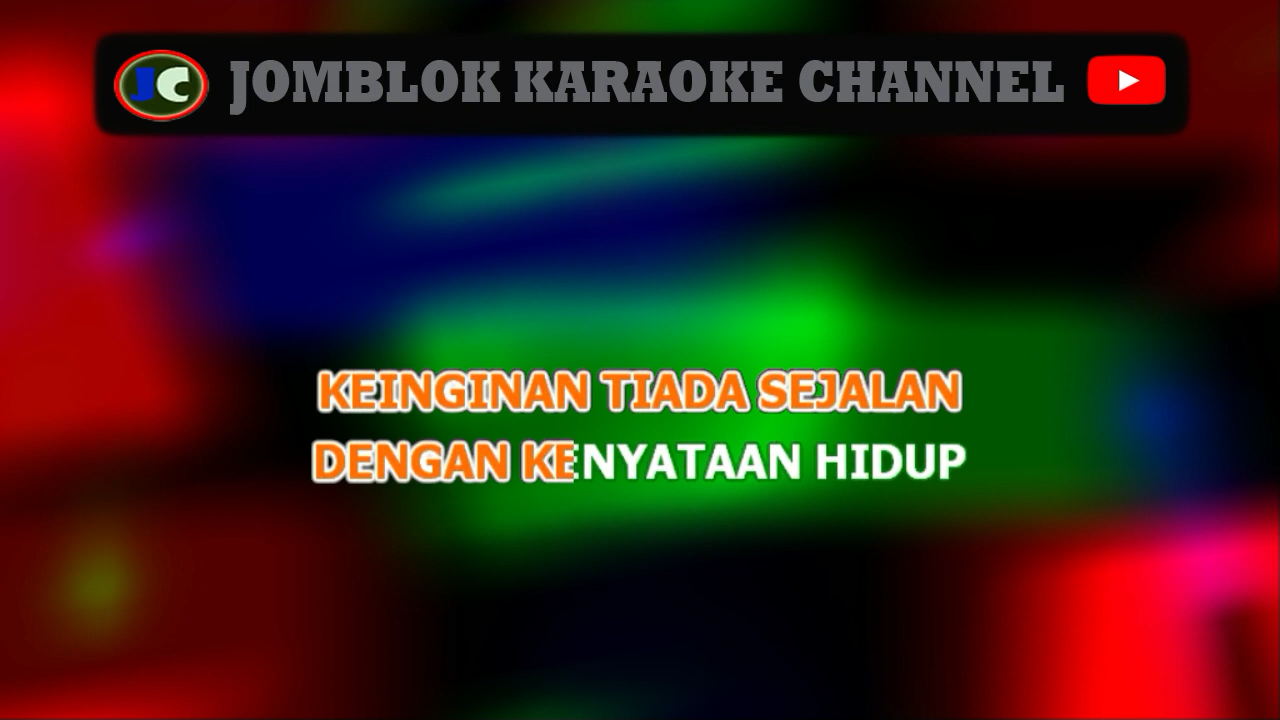 JC JOMBLOK KARAOKE CHANNEL
KEINGINAN TIADA SEJALAN
DENGAN KENYATAAN HIDUP